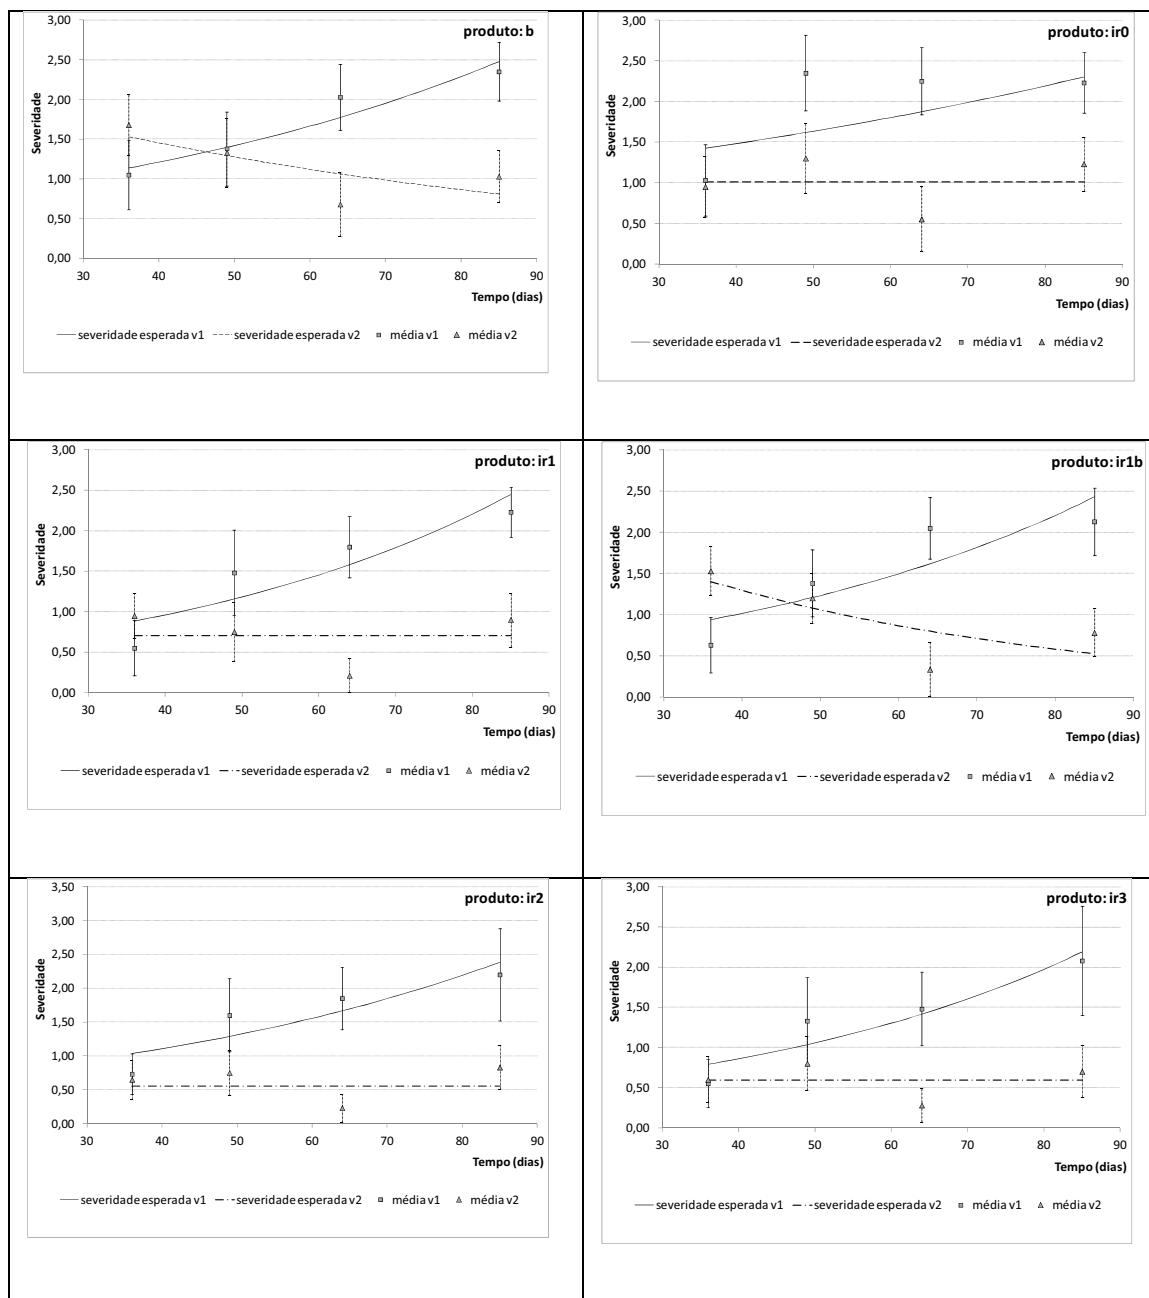 produto: b
3,00
2,50
2,00
1,50
1,00
0,50
0,00
Severidade
30 40 50 60 70 80 90
Tempo (dias)
severidade esperada v1 severidade esperada v2 média v1 média v2
produto: ir0
3,00
2,50
2,00
1,50
1,00
0,50
0,00
Severidade
30 40 50 60 70 80 90
Tempo (dias)
severidade esperada v1 severidade esperada v2 média v1 média v2
produto: ir1
3,00
2,50
2,00
1,50
1,00
0,50
0,00
Severidade
30 40 50 60 70 80 90
Tempo (dias)
severidade esperada v1 severidade esperada v2 média v1 média v2
produto: ir1b
3,00
2,50
2,00
1,50
1,00
0,50
0,00
Severidade
30 40 50 60 70 80 90
Tempo (dias)
severidade esperada v1 severidade esperada v2 média v1 média v2
produto: ir2
3,50
3,00
2,50
2,00
1,50
1,00
0,50
0,00
Severidade
30 40 50 60 70 80 90
Tempo (dias)
severidade esperada v1 severidade esperada v2 média v1 média v2
produto: ir3
3,00
2,50
2,00
1,50
1,00
0,50
0,00
Severidade
30 40 50 60 70 80 90
Tempo (dias)
severidade esperada v1 severidade esperada v2 média v1 média v2